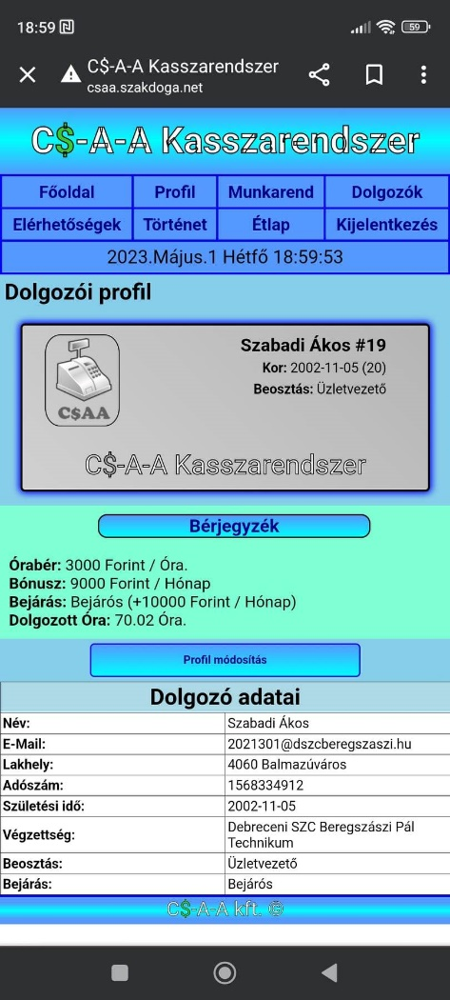 18:59
59
C$-A-A Kasszarendszer
csaa.szakdoga.net
C$-A-A Kasszarendszer
Főoldal Profil Munkarend Dolgozók
Elérhetőségek Történet Étlap Kijelentkezés
2023.Május.1 Hétfő 18:59:53
Dolgozói profil
Szabadi Ákos #19
Kor: 2002-11-05 (20)
Beosztás: Üzletvezető
C$AA
C$-A-A Kasszarendszer
Bérjegyzék
Órabér: 3000 Forint / Óra.
Bónusz: 9000 Forint / Hónap
Bejárás: Bejárós (+10000 Forint / Hónap)
Dolgozott Óra: 70.02 Óra.
Profil módosítás
Dolgozó adatai
Név: Szabadi Ákos
E-Mail: 2021301@dszcberegszaszi.hu
Lakhely: 4060 Balmazúváros
Adószám: 1568334912
Születési idő: 2002-11-05
Végzettség: Debreceni SZC Beregszászi Pál
Technikum
Beosztás: Üzletvezető
Bejárás: Bejárós
C$-A-A kft. ©